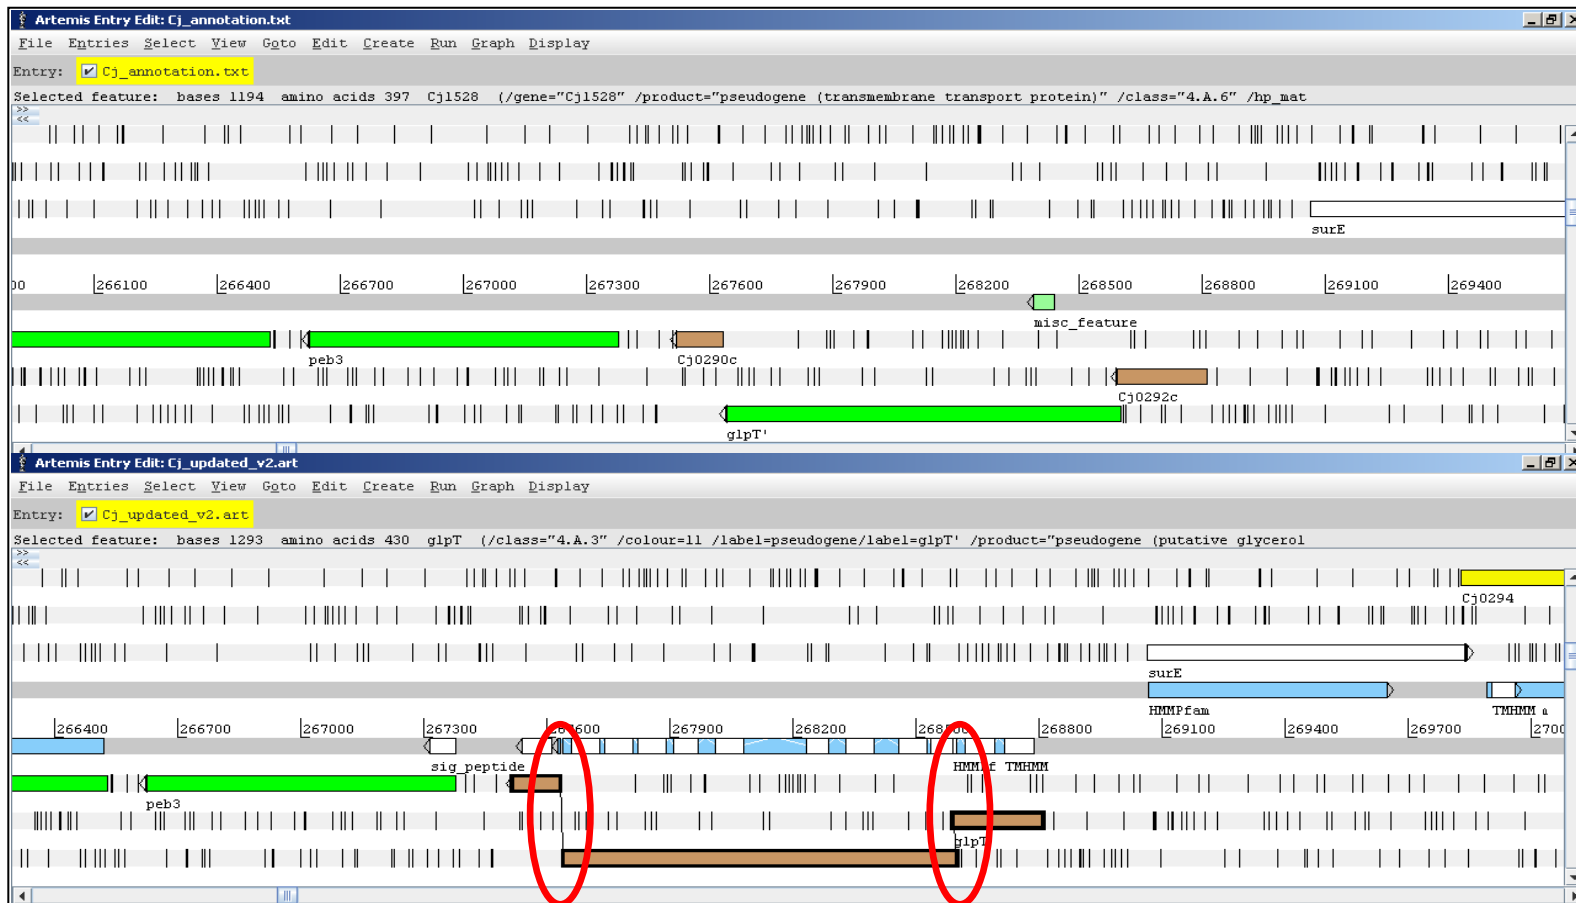 Artemis Entry Edit: Cj_annotation.txt
File Entries Select View Goto Edit Create Run Graph Display
Entry: Cj_annotation.txt
Selected feature: bases 1194 amino acids 397 Cj1528 (/gene="Cj1528" /product="pseudogene (transmembrane transport protein)" /class="4.A.6" /hp_mat
>>
<<
surE
00 266100 266400 266700 267000 267300 267600 267900 268200 268500 268800 269100 269400
misc_feature
peb3 Cj0290c
Cj0292c
glpT'
Artemis Entry Edit: Cj_updated_v2.art
File Entries Select View Goto Edit Create Run Graph Display
Entry: Cj_updated_v2.art
Selected feature: bases 1293 amino acids 430 glpT (/class="4.A.3" /colour=11 /label=pseudogene/label=glpT' /product="pseudogene (putative glycerol
>>
<<
Cj0294
surE
HMMPfam TMHMM
266400 266700 267000 267300 267600 267900 268200 268500 268800 269100 269400 269700 2700
sig_peptide TMHMM
peb3
glpT